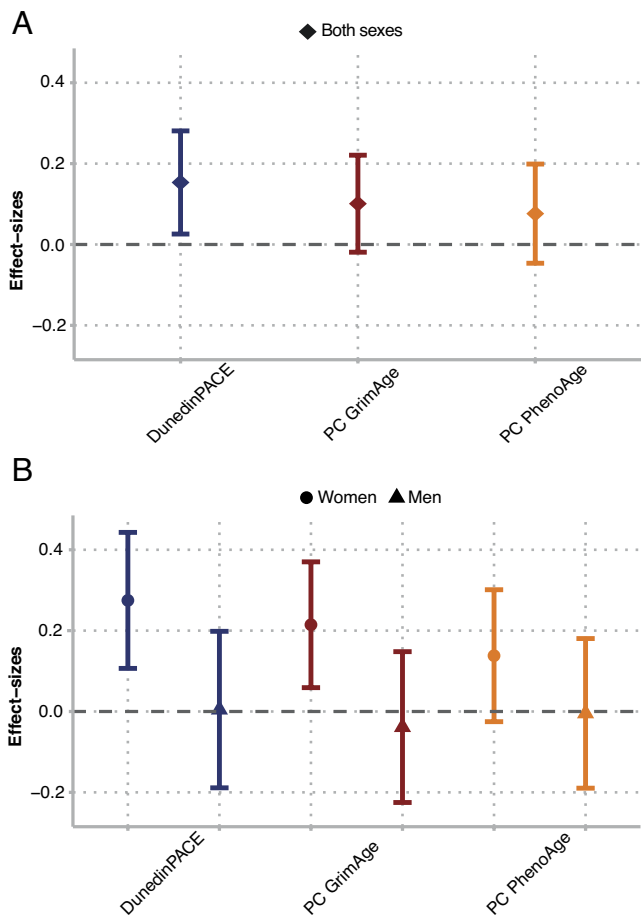 A
Both sexes
0.4
0.2
0.0
−0.2
Effect−sizes
DunedinPACE
PC GrimAge
PC PhenoAge
B
Women Men
0.4
0.2
0.0
−0.2
Effect−sizes
DunedinPACE
PC GrimAge
PC PhenoAge